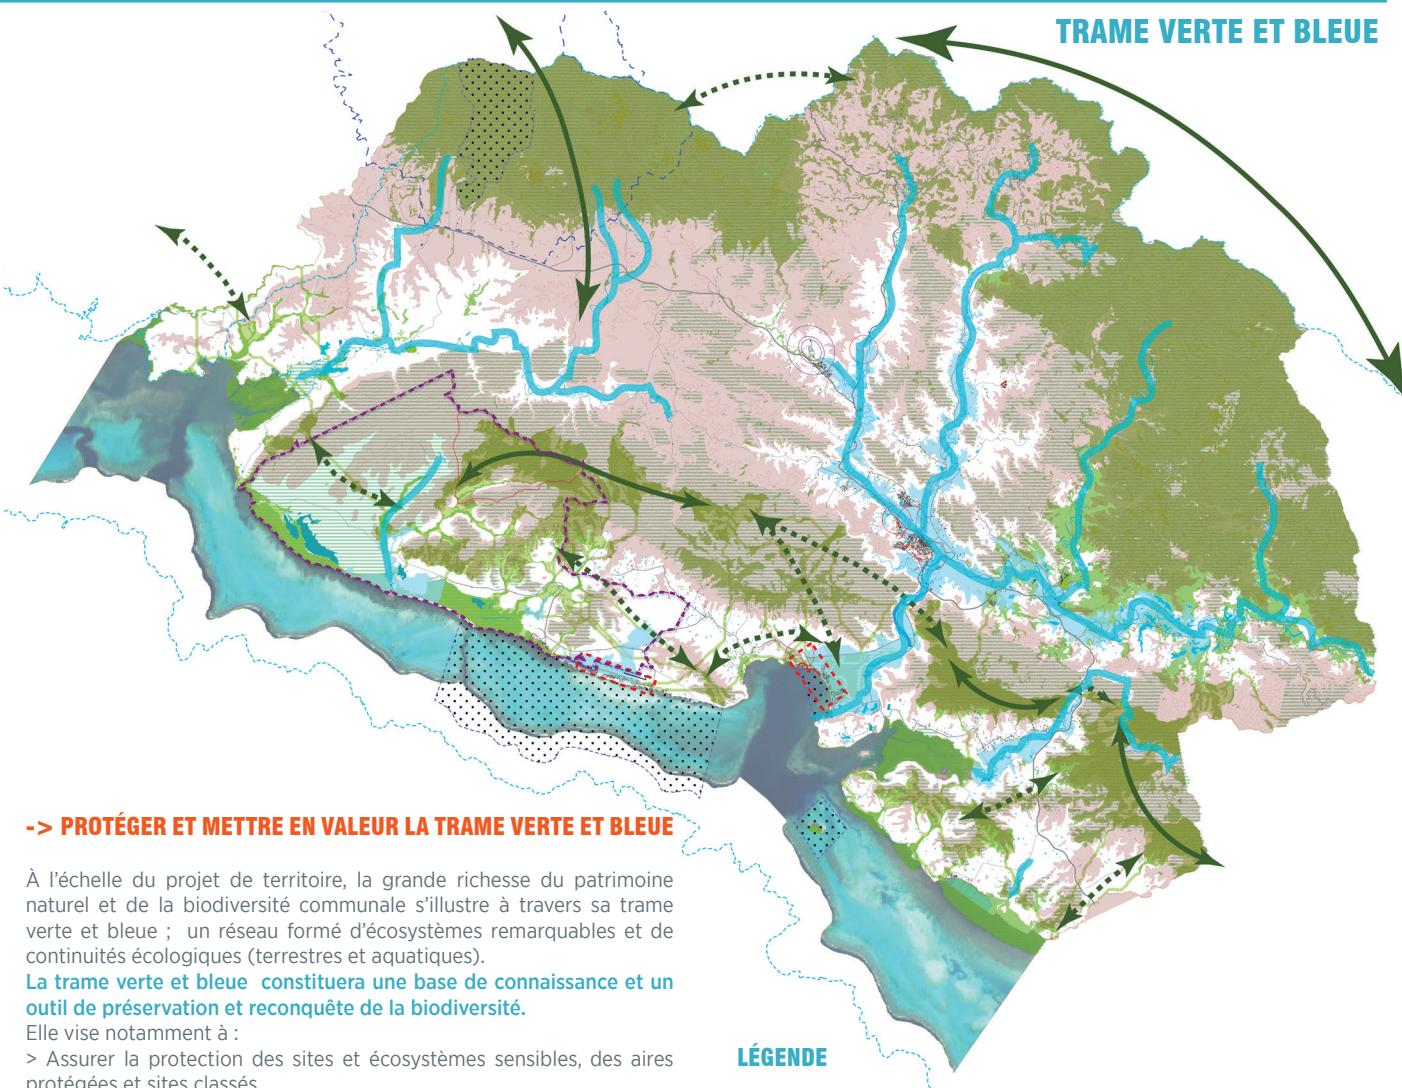 TRAME VERTE ET BLEUE
-> PROTÉGER ET METTRE EN VALEUR LA TRAME VERTE ET BLEUE
À l'échelle du projet de territoire, la grande richesse du patrimoine
naturel et de la biodiversité communale s'illustre à travers sa trame
verte et bleue ; un réseau formé d'écosystèmes remarquables et de
continuités écologiques (terrestres et aquatiques).
La trame verte et bleue constituera une base de connaissance et un
outil de préservation et reconquête de la biodiversité.
Elle vise notamment à :
> Assurer la protection des sites et écosystèmes sensibles, des aires
protégées et sites classés
LÉGENDE